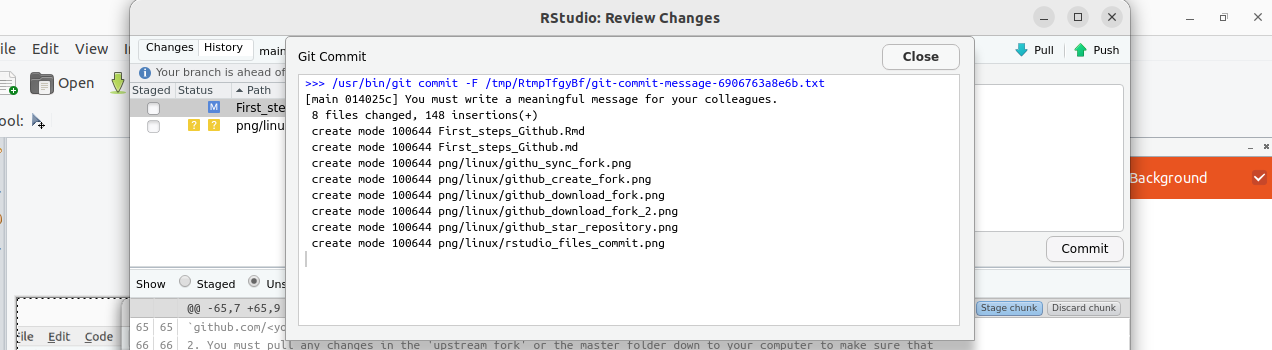 RStudio: Review Changes
ile Edit View
Changes History main
Git Commit
Close
Pull Push
Open
Your branch is ahead of
Staged Status Path
M First_ste
? ? png/linu
ool:
>>> /usr/bin/git commit -F /tmp/RtmpTfgyBf/git-commit-message-6906763a8e6b.txt
[main 014025c] You must write a meaningful message for your colleagues.
8 files changed, 148 insertions(+)
create mode 100644 First_steps_Github.Rmd
create mode 100644 First_steps_Github.md
create mode 100644 png/linux/githu_sync_fork.png
create mode 100644 png/linux/github_create_fork.png
create mode 100644 png/linux/github_download_fork.png
create mode 100644 png/linux/github_download_fork_2.png
create mode 100644 png/linux/github_star_repository.png
create mode 100644 png/linux/rstudio_files_commit.png
Background
Commit
Show Staged Uns
@@ -65,7 +65,9
Stage chunk Discard chunk
65 65 `github.com/<yo
ile Edit Code
66 66 2. You must pull any changes in the 'upstream fork' or the master folder down to your computer to make sure that